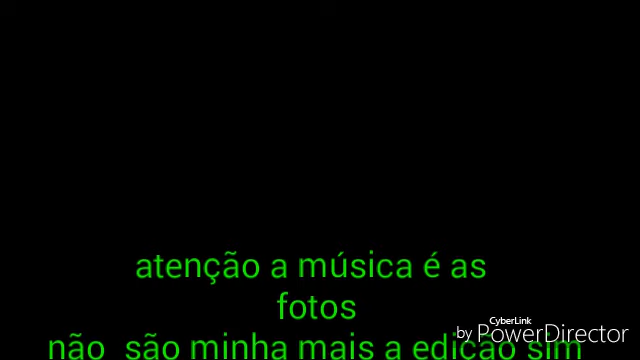 atenção a música é as
fotos
não são minha mais a edição sim
CyberLink
by PowerDirector